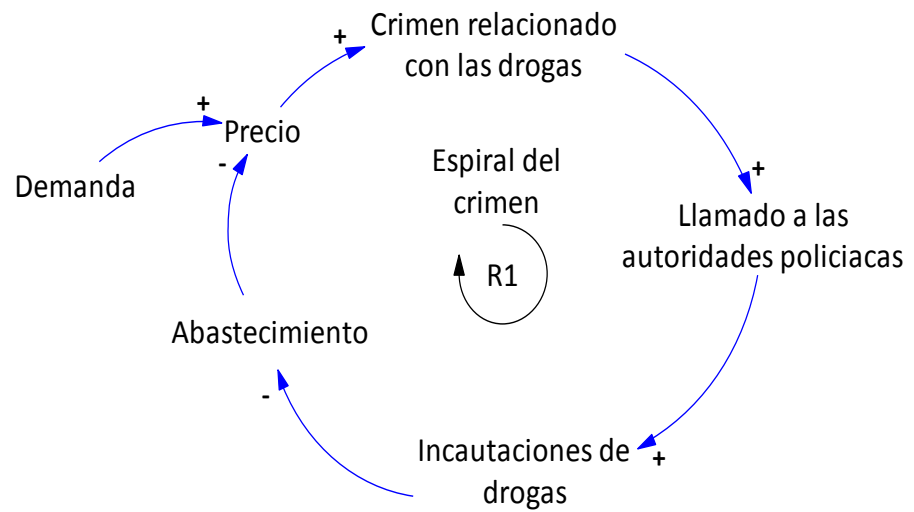 Crimen relacionado
con las drogas
+
+
Precio
-
Demanda
Espiral del
crimen
R1
+
Llamado a las
autoridades policiacas
Abastecimiento
-
Incautaciones de
drogas
+